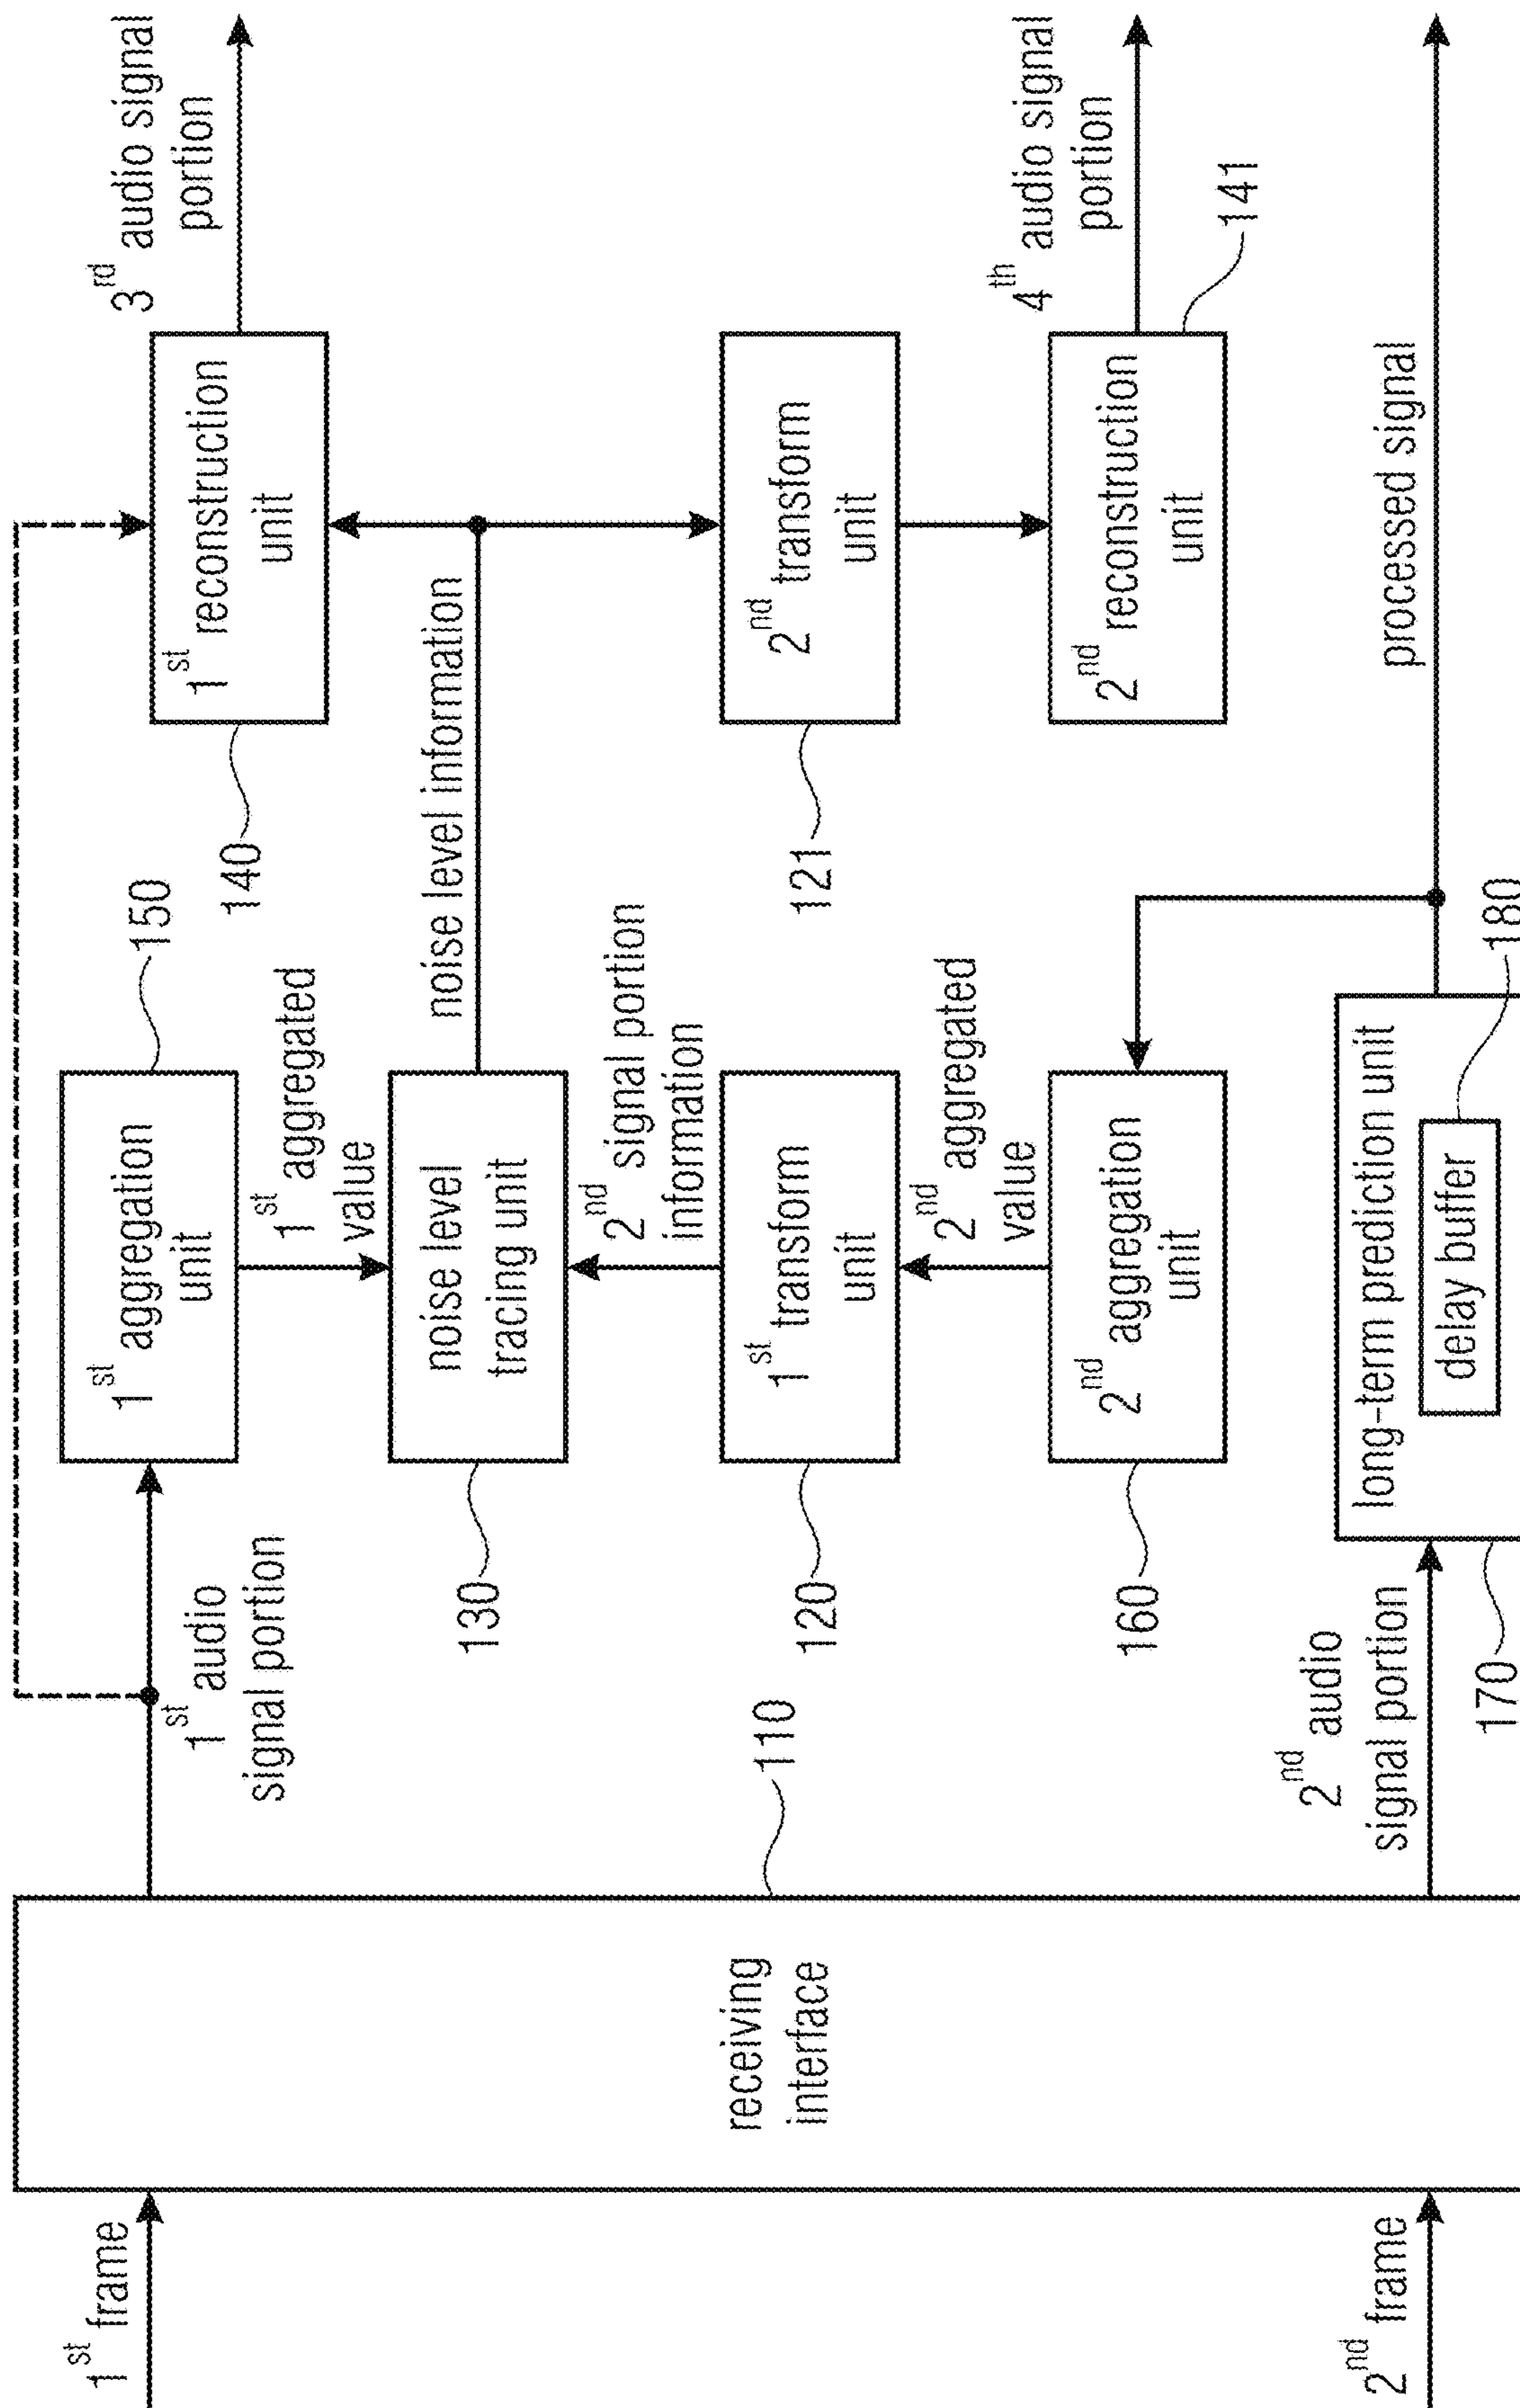 1st frame
2nd frame
receiving
interface
110
1st audio
signal portion
2nd audio
signal portion
1st aggregation
unit
150
1st aggregated
value
noise level
tracing unit
130
2nd signal portion
information
1st transform
unit
120
2nd aggregated
value
2nd aggregation
unit
160
long-term prediction unit
delay buffer
170
180
noise level information
1st reconstruction
unit
140
2nd transform
unit
121
2nd reconstruction
unit
141
3rd audio signal
portion
4th audio signal
portion
processed signal